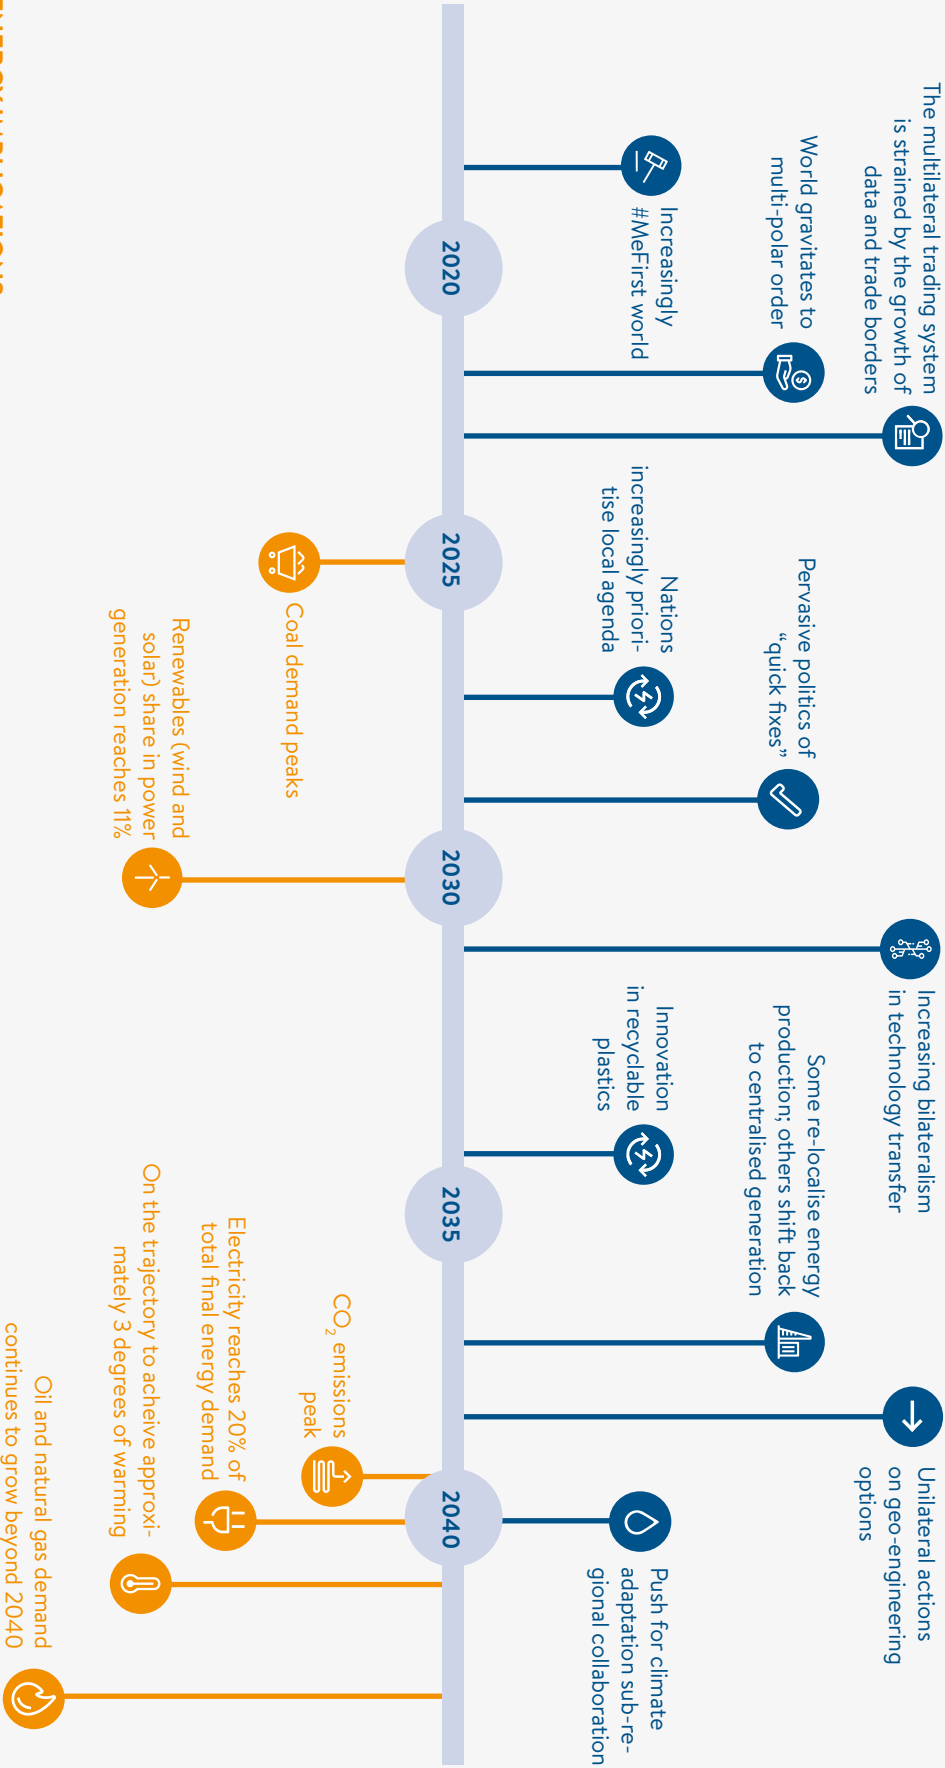 The multilateral trading system
is strained by the growth of
data and trade borders
World gravitates to
multi-polar order
Increasingly
#MeFirst world
Pervasive politics of
“quick fixes”
Nations
increasingly priori-
tise local agenda
Increasing bilateralism
in technology transfer
Some re-localise energy
production; others shift back
to centralised generation
Innovation
in recyclable
plastics
Unilateral actions
on geo-engineering
options
Push for climate
adaptation sub-re-
gional collaboration
2020
2025
2030
2035
2040
Coal demand peaks
Renewables (wind and
solar) share in power
generation reaches 11%
CO2 emissions
peak
Electricity reaches 20% of
total final energy demand
On the trajectory to acheive approxi-
mately 3 degrees of warming
Oil and natural gas demand
continues to grow beyond 2040